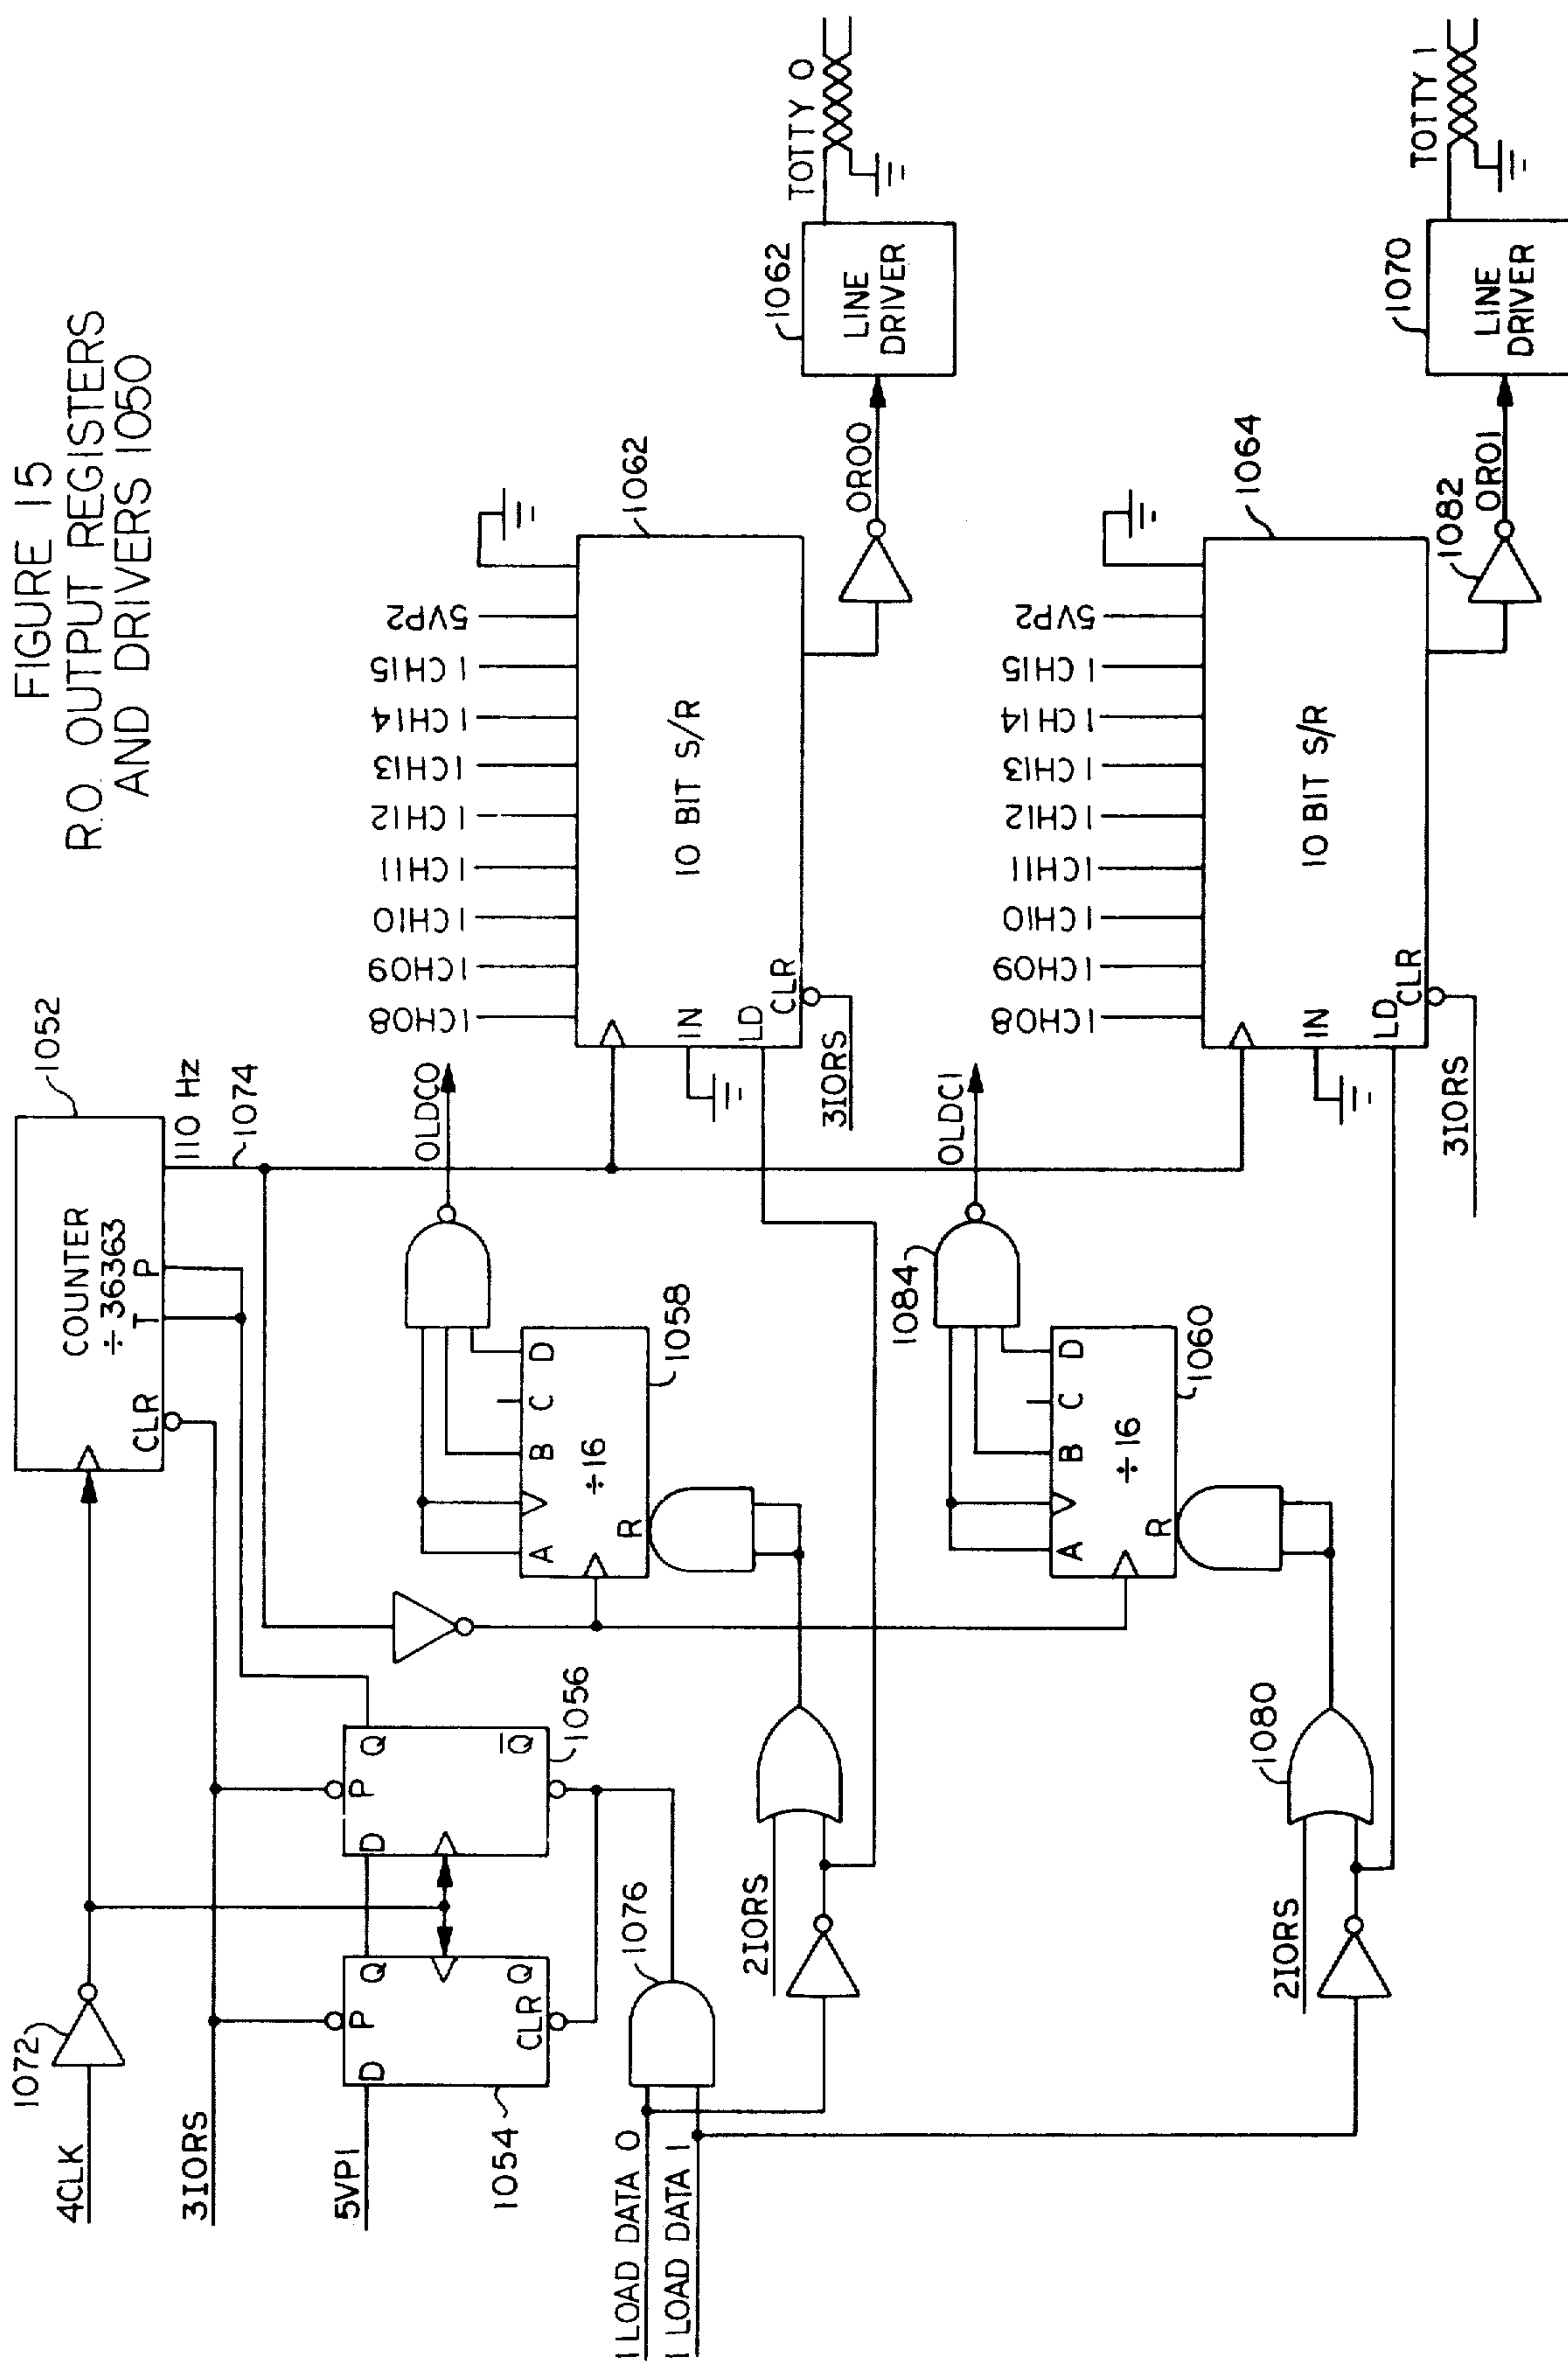 FIGURE 15
R.O. OUTPUT REGISTERS
AND DRIVERS 1050
4CLK
1072
3IORS
5VP1
1054
D
P
Q
CLR
Q
D
P
Q
Q̅
1056
1 LOAD DATA 0
1 LOAD DATA 1
1076
COUNTER
÷ 36363
CLR
T
P
1052
110 Hz
1074
OLDC0
A
B
C
D
÷16
R
1058
2IORS
OLDC1
1084
A
B
C
D
÷16
R
1060
2IORS
1080
1CH08
1CH09
1CH10
1CH11
1CH12
1CH13
1CH14
1CH15
5VP2
IN
LD
CLR
10 BIT S/R
1062
3IORS
OR00
1062
LINE
DRIVER
TOTTY 0
1CH08
1CH09
1CH10
1CH11
1CH12
1CH13
1CH14
1CH15
5VP2
IN
LD
CLR
10 BIT S/R
1064
3IORS
1082
OR01
1070
LINE
DRIVER
TOTTY 1